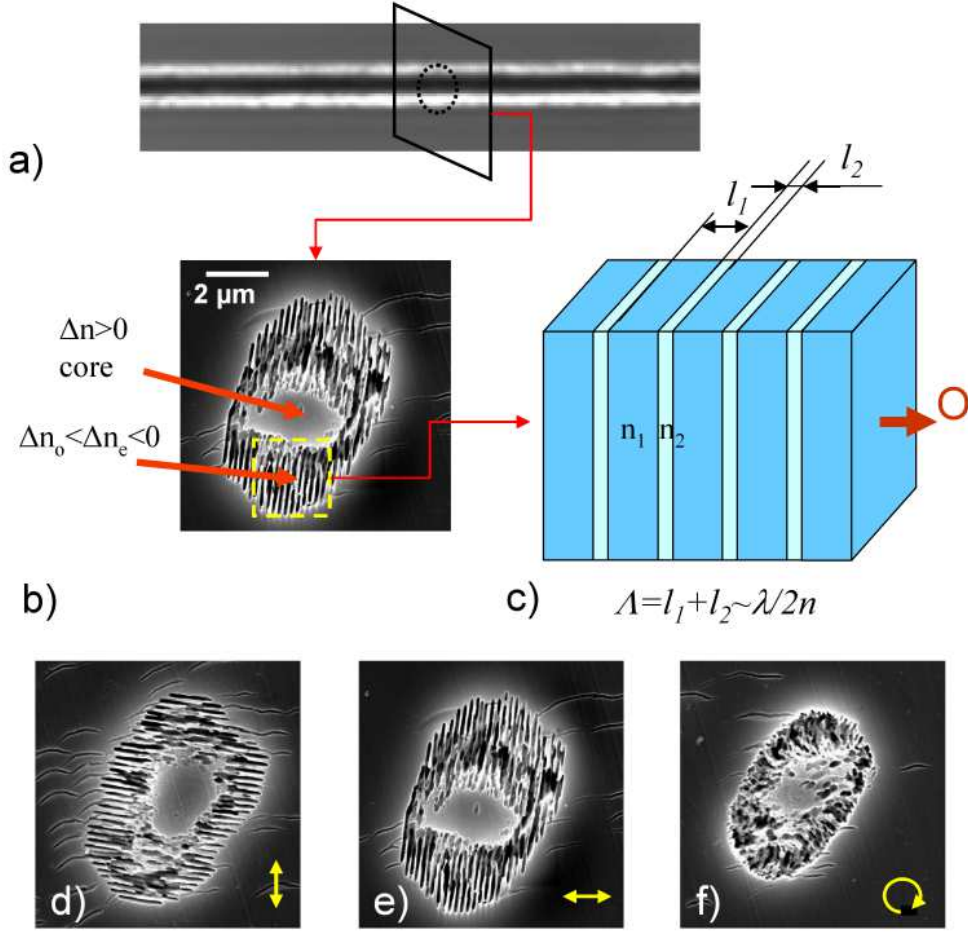 a)
l₂
l₁
2 μm
Δn>0
core
Δnₒ<Δnₑ<0
O
n₁ n₂
b)
c) Λ=l₁+l₂~λ/2n
d)
e)
f)